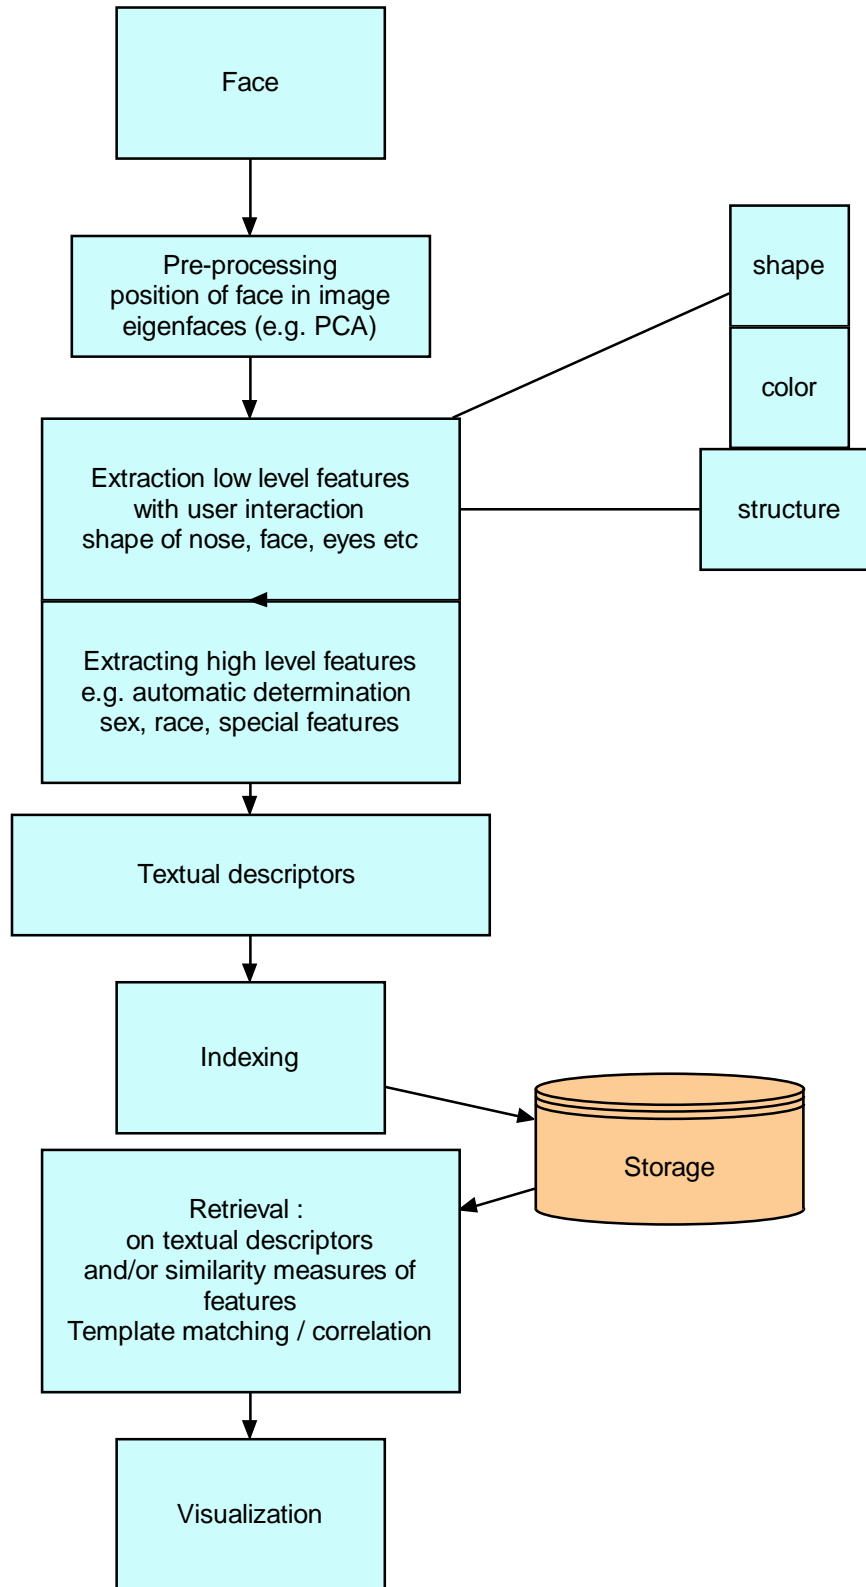 Face
Pre-processing
position of face in image
eigenfaces (e.g. PCA)
shape
color
structure
Extraction low level features
with user interaction
shape of nose, face, eyes etc
Extracting high level features
e.g. automatic determination
sex, race, special features
Textual descriptors
Indexing
Storage
Retrieval :
on textual descriptors
and/or similarity measures of
features
Template matching / correlation
Visualization